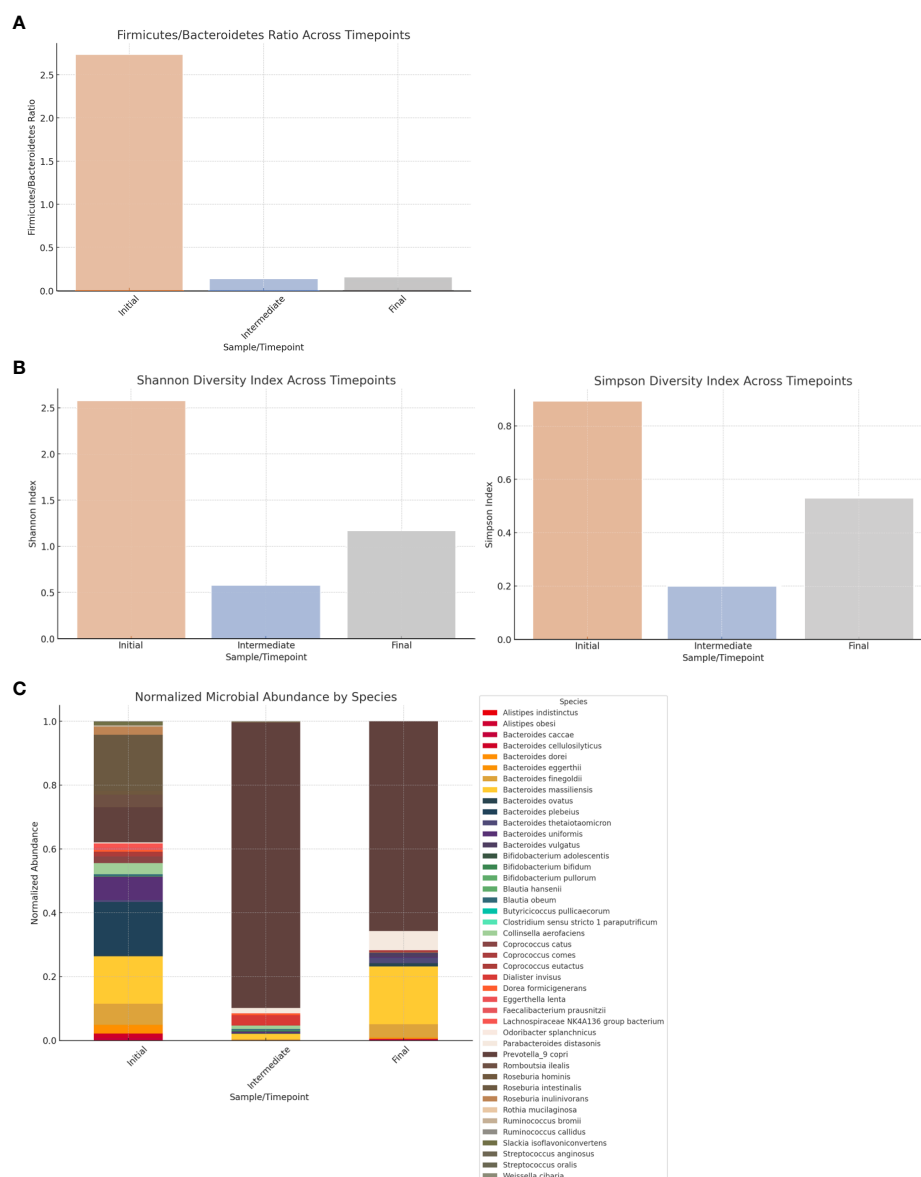 A
Firmicutes/Bacteroidetes Ratio Across Timepoints
Firmicutes/Bacteroidetes Ratio
2.5
2.0
1.5
1.0
0.5
0.0
Initial
Intermediate
Final
Sample/Timepoint
B
Shannon Diversity Index Across Timepoints
Shannon Index
2.5
2.0
1.5
1.0
0.5
0.0
Initial
Intermediate
Final
Sample/Timepoint
Simpson Diversity Index Across Timepoints
Simpson Index
0.8
0.6
0.4
0.2
0.0
Initial
Intermediate
Final
Sample/Timepoint
C
Normalized Microbial Abundance by Species
Normalized Abundance
1.0
0.8
0.6
0.4
0.2
0.0
Initial
Intermediate
Final
Sample/Timepoint
Species
Alistipes indistinctus
Alistipes obesi
Bacteroides caccae
Bacteroides cellulosilyticus
Bacteroides dorei
Bacteroides eggerthii
Bacteroides finegoldii
Bacteroides massiliensis
Bacteroides ovatus
Bacteroides plebeius
Bacteroides thetaiotaomicron
Bacteroides uniformis
Bacteroides vulgatus
Bifidobacterium adolescentis
Bifidobacterium bifidum
Bifidobacterium pullorum
Blautia hansenii
Blautia obeum
Butyricicoccus pullicaecorum
Clostridium sensu stricto 1 paraputrificum
Collinsella aerofaciens
Coprococcus catus
Coprococcus comes
Coprococcus eutactus
Dialister invisus
Dorea formicigenerans
Eggerthella lenta
Faecalibacterium prausnitzii
Lachnospiraceae NK4A136 group bacterium
Odoribacter splanchnicus
Parabacteroides distasonis
Prevotella_9 copri
Romboutsia ilealis
Roseburia hominis
Roseburia intestinalis
Roseburia inulinivorans
Rothia mucilaginosa
Ruminococcus bromii
Ruminococcus callidus
Slackia isoflavoniconvertens
Streptococcus anginosus
Streptococcus oralis
Weissella cibaria